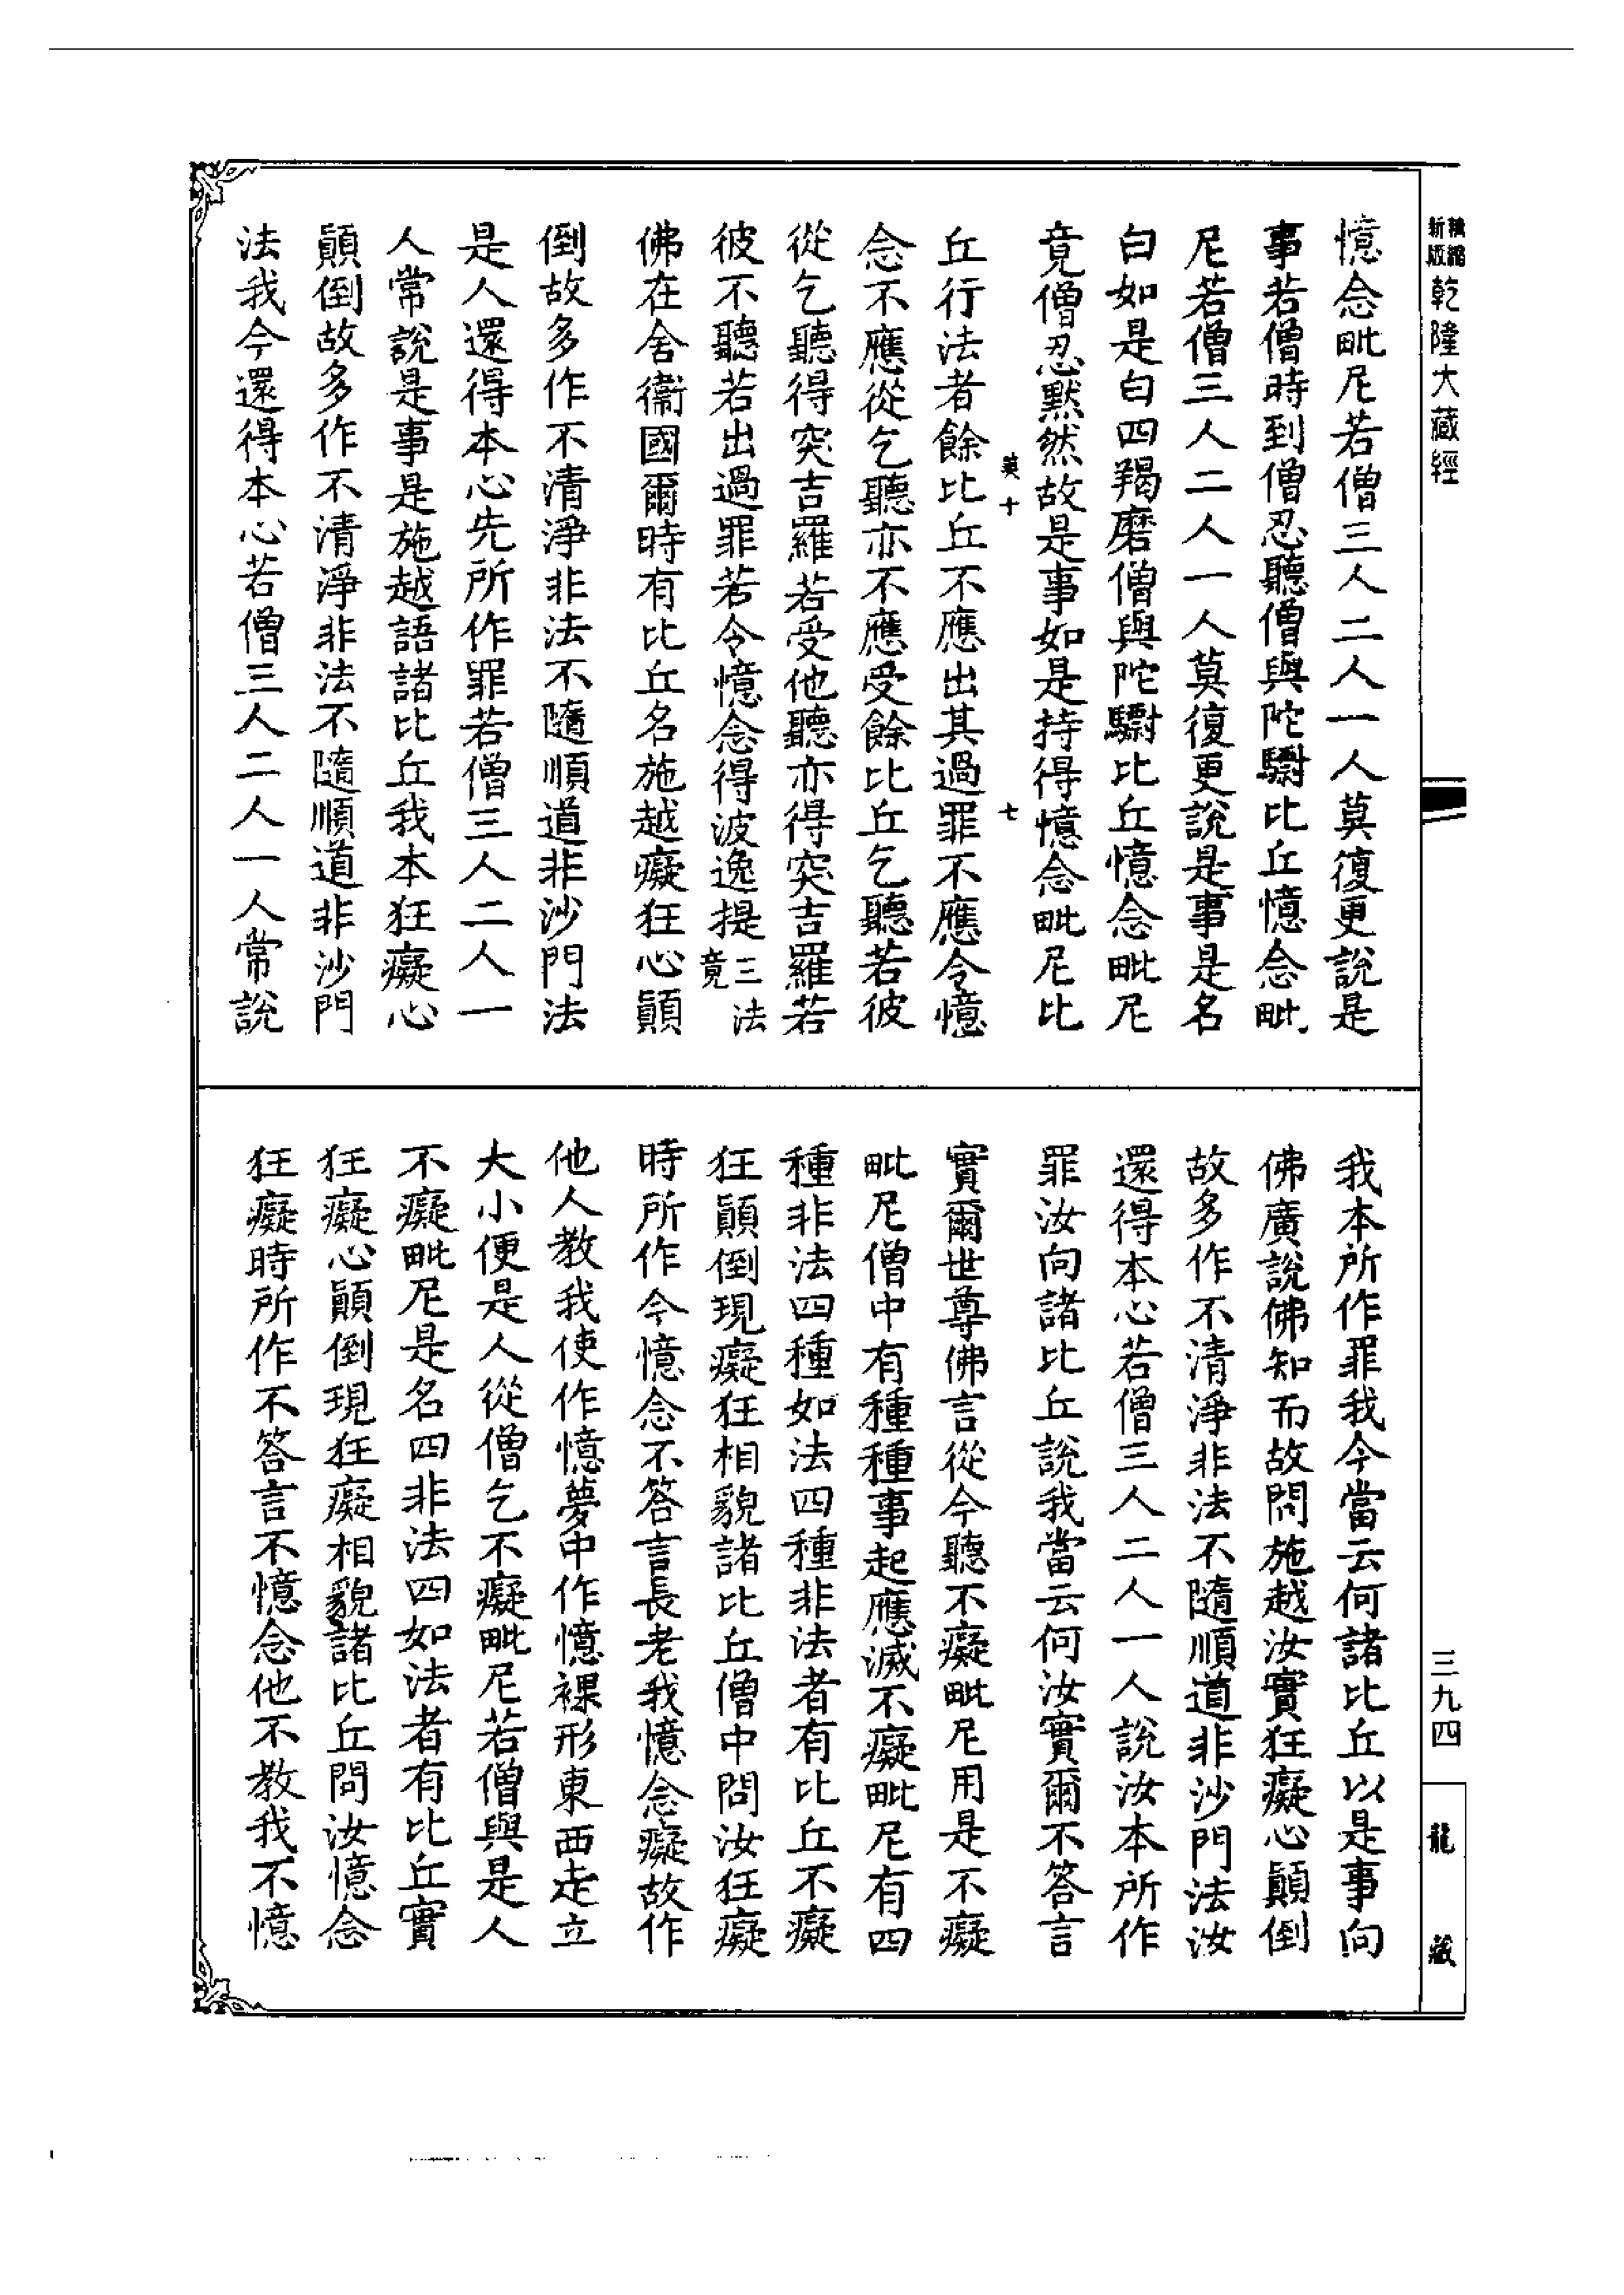 精縮新版乾隆大藏經
憶念毗尼若僧三人二人一人莫復更說是
事若僧時到僧忍聽僧與陀驃比丘憶念毗
尼若僧三人二人一人莫復更說是事是名
白如是白四羯磨僧與陀驃比丘憶念毗尼
竟僧忍默然故是事如是持得憶念毗尼比
十 七
丘行法者餘比丘不應出其過罪不應令憶
念不應從乞聽亦不應受餘比丘乞聽若彼
從乞聽得突吉羅若受他聽亦得突吉羅若
彼不聽若出過罪若令憶念得波逸提三法竟
佛在舍衞國爾時有比丘名施越癡狂心顛
倒故多作不清淨非法不隨順道非沙門法
是人還得本心先所作罪若僧三人二人一
人常說是事是施越語諸比丘我本狂癡心
顛倒故多作不清淨非法不隨順道非沙門
法我今還得本心若僧三人二人一人常說
我本所作罪我今當云何諸比丘以是事向
佛廣說佛知而故問施越汝實狂癡心顛倒
故多作不清淨非法不隨順道非沙門法汝
還得本心若僧三人二人一人說汝本所作
罪汝向諸比丘說我當云何汝實爾不答言
實爾世尊佛言從今聽不癡毗尼用是不癡
毗尼僧中有種種事起應滅不癡毗尼有四
種非法四種如法四種非法者有比丘不癡
狂顛倒現癡狂相貌諸比丘僧中問汝狂癡
時所作今憶念不答言長老我憶念癡故作
他人教我使作憶夢中作憶裸形東西走立
大小便是人從僧乞不癡毗尼若僧與是人
不癡毗尼是名四非法四如法者有比丘實
狂癡心顛倒現狂癡相貌諸比丘問汝憶念
狂癡時所作不答言不憶念他不教我不憶
三九四
龍藏